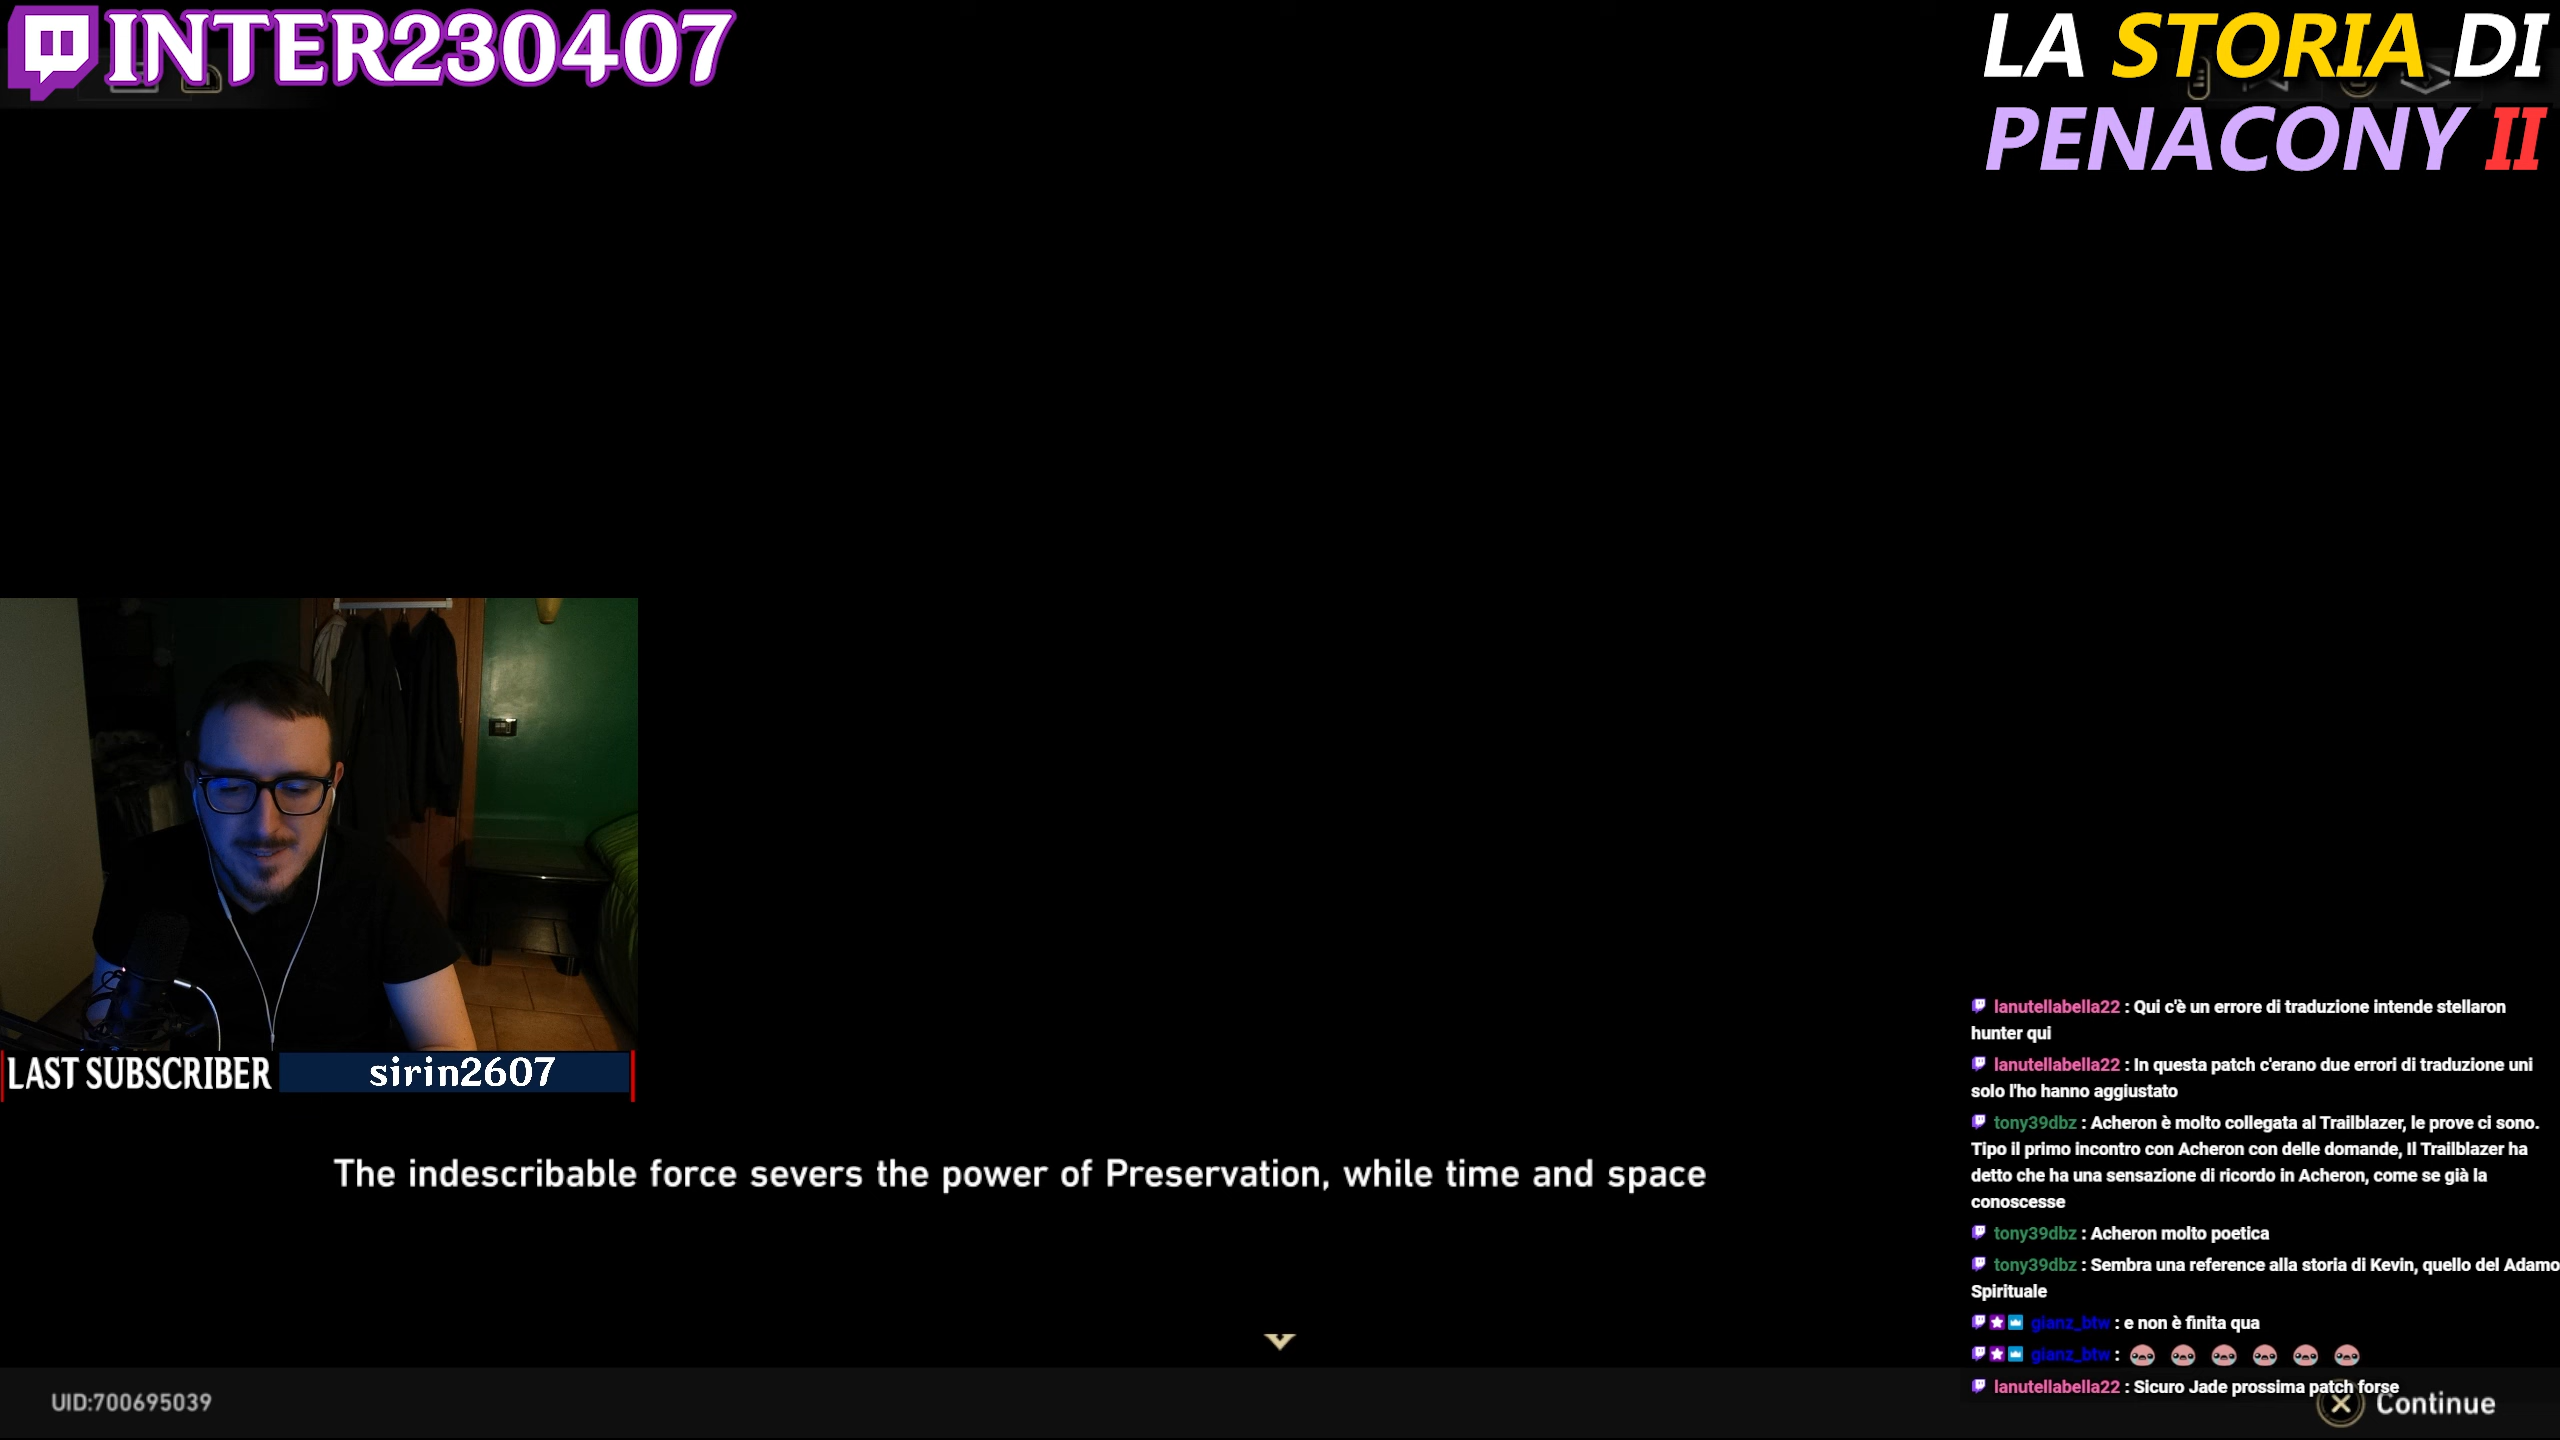 INTER230407
LA STORIA DI
PENACONY II
LAST SUBSCRIBER sirin2607
The indescribable force severs the power of Preservation, while time and space
lanutellabella22 : Qui c'è un errore di traduzione intende stellaron
hunter qui
lanutellabella22 : In questa patch c'erano due errori di traduzione uni
solo l'ho hanno aggiustato
tony39dbz : Acheron è molto collegata al Trailblazer, le prove ci sono.
Tipo il primo incontro con Acheron con delle domande, Il Trailblazer ha
detto che ha una sensazione di ricordo in Acheron, come se già la
conoscesse
tony39dbz : Acheron molto poetica
tony39dbz : Sembra una reference alla storia di Kevin, quello del Adamo
Spirituale
gianz_btw : e non è finita qua
gianz_btw :
lanutellabella22 : Sicuro Jade prossima patch forse
UID:700695039
Continue